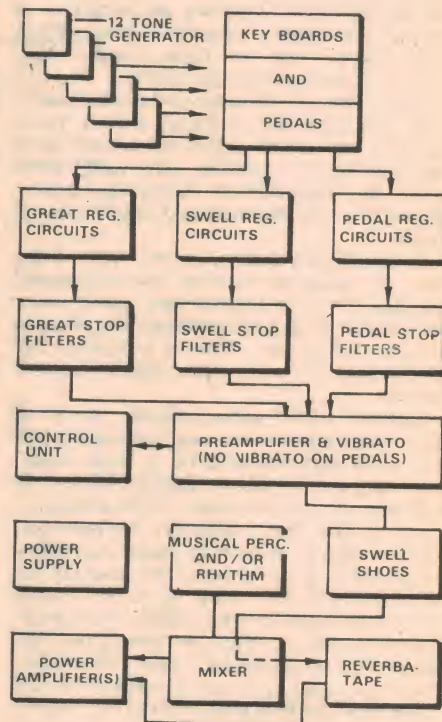 12 TONE
GENERATOR
KEY BOARDS
AND
PEDALS
GREAT REG.
CIRCUITS
SWELL REG.
CIRCUITS
PEDAL REG.
CIRCUITS
GREAT STOP
FILTERS
SWELL STOP
FILTERS
PEDAL STOP
FILTERS
CONTROL
UNIT
PREAMPLIFIER & VIBRATO
(NO VIBRATO ON PEDALS)
POWER
SUPPLY
MUSICAL PERC.
AND/OR
RHYTHM
SWELL
SHOES
POWER
AMPLIFIER(S)
MIXER
REVERBA-
TAPE